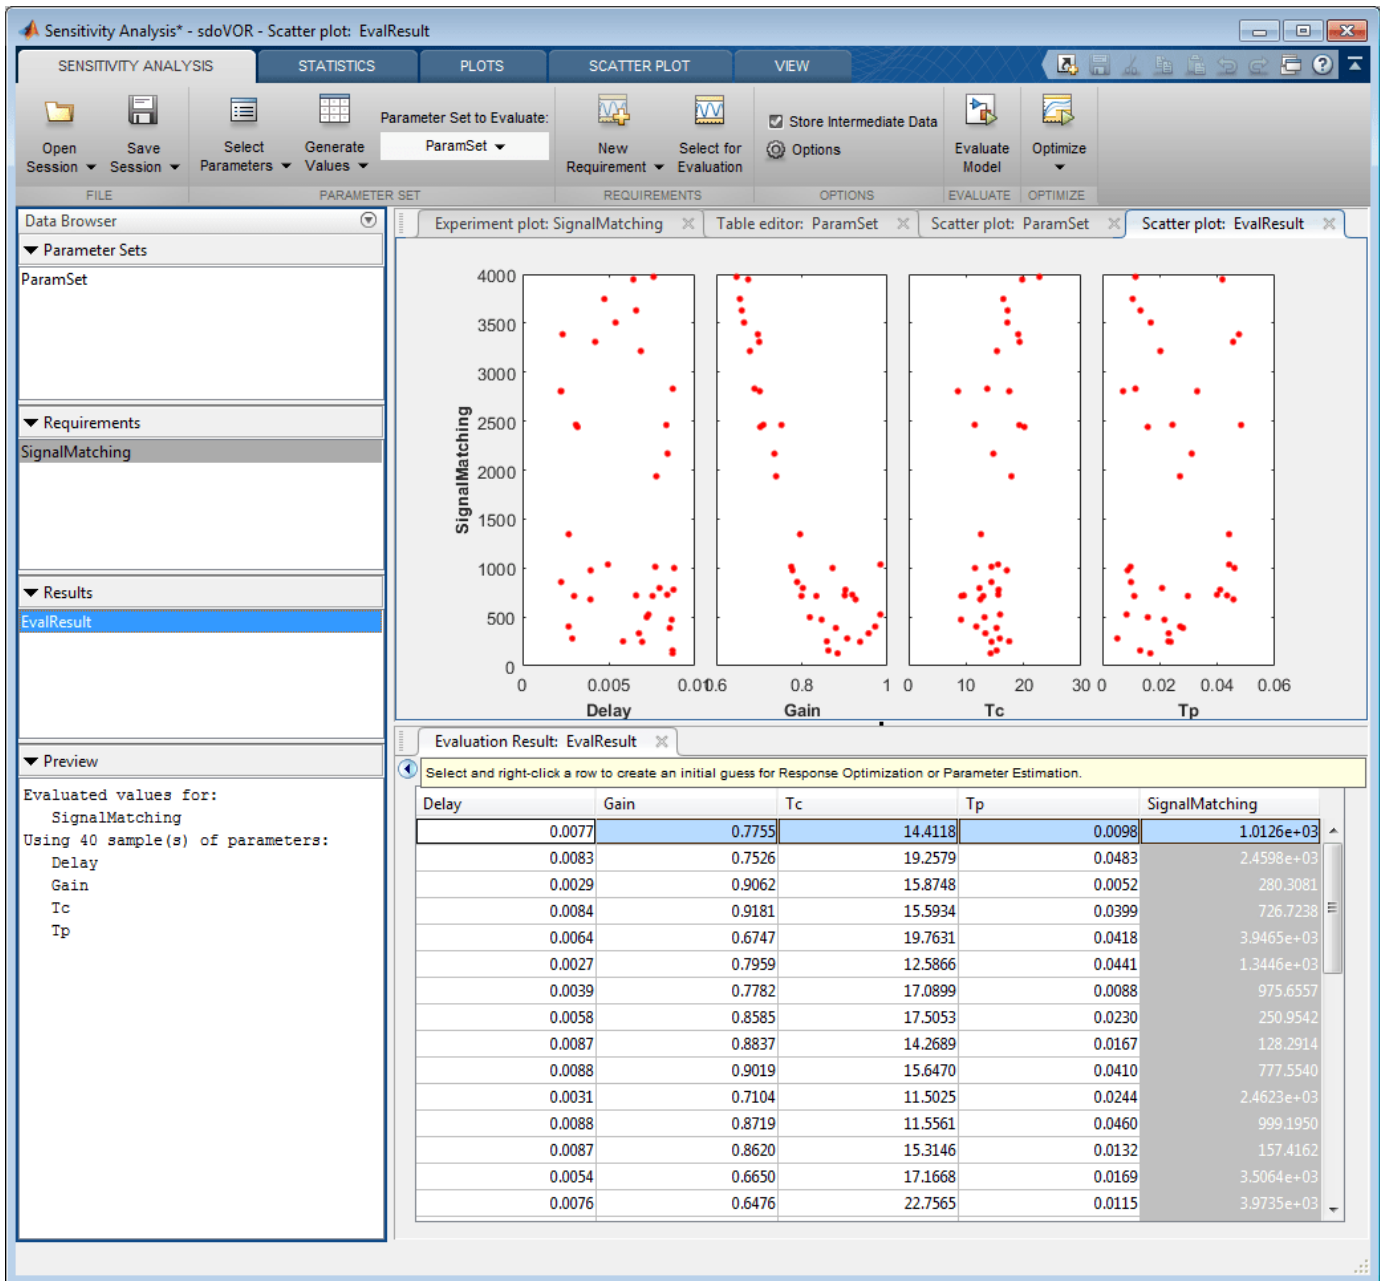 Sensitivity Analysis* - sdoVOR - Scatter plot: EvalResult
SENSITIVITY ANALYSIS STATISTICS PLOTS SCATTER PLOT VIEW
Open Session
Save Session
Select Parameters
Generate Values
Parameter Set to Evaluate:
ParamSet
New Requirement
Select for Evaluation
Store Intermediate Data
Options
Evaluate Model
Optimize
FILE PARAMETER SET REQUIREMENTS OPTIONS EVALUATE OPTIMIZE
Data Browser
Parameter Sets
ParamSet
Requirements
SignalMatching
Results
EvalResult
Preview
Evaluated values for:
SignalMatching
Using 40 sample(s) of parameters:
Delay
Gain
Tc
Tp
Experiment plot: SignalMatching Table editor: ParamSet Scatter plot: ParamSet Scatter plot: EvalResult
SignalMatching
4000
3500
3000
2500
2000
1500
1000
500
0
0 0.005 0.01 0.6 0.8 1 0 10 20 30 0 0.02 0.04 0.06
Delay Gain Tc Tp
Evaluation Result: EvalResult
Select and right-click a row to create an initial guess for Response Optimization or Parameter Estimation.
Delay Gain Tc Tp SignalMatching
0.0077 0.7755 14.4118 0.0098 1.0126e+03
0.0083 0.7526 19.2579 0.0483 2.4598e+03
0.0029 0.9062 15.8748 0.0052 280.3081
0.0084 0.9181 15.5934 0.0399 726.7238
0.0064 0.6747 19.7631 0.0418 3.9465e+03
0.0027 0.7959 12.5866 0.0441 1.3446e+03
0.0039 0.7782 17.0899 0.0088 975.6557
0.0058 0.8585 17.5053 0.0230 250.9542
0.0087 0.8837 14.2689 0.0167 128.2914
0.0088 0.9019 15.6470 0.0410 777.5540
0.0031 0.7104 11.5025 0.0244 2.4623e+03
0.0088 0.8719 11.5561 0.0460 999.1950
0.0087 0.8620 15.3146 0.0132 157.4162
0.0054 0.6650 17.1668 0.0169 3.5064e+03
0.0076 0.6476 22.7565 0.0115 3.9735e+03